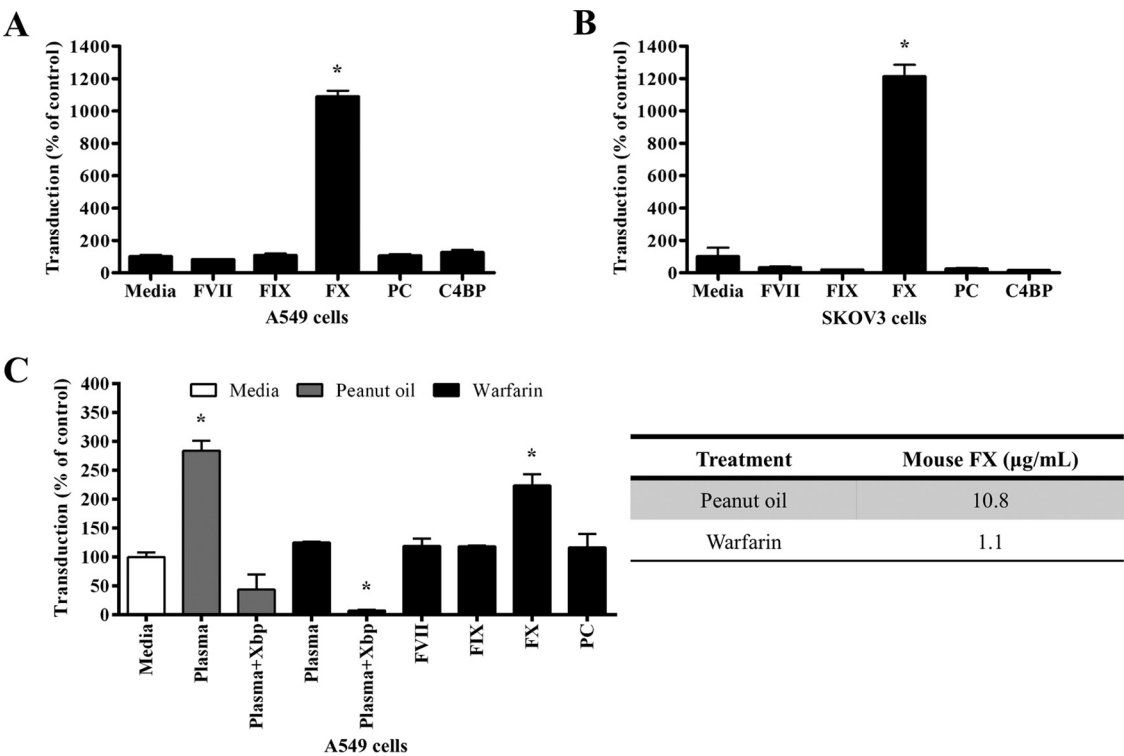 A
Transduction (% of control)
1400
1200
1000
800
600
400
200
0
*
Media FVII FIX FX PC C4BP
A549 cells
B
Transduction (% of control)
1400
1200
1000
800
600
400
200
0
*
Media FVII FIX FX PC C4BP
SKOV3 cells
C
Transduction (% of control)
400
350
300
250
200
150
100
50
0
Media Peanut oil Warfarin
*
*
*
Media Plasma Plasma+Xbp Plasma Plasma+Xbp FVII FIX FX PC
A549 cells
Treatment Mouse FX (µg/mL)
Peanut oil 10.8
Warfarin 1.1